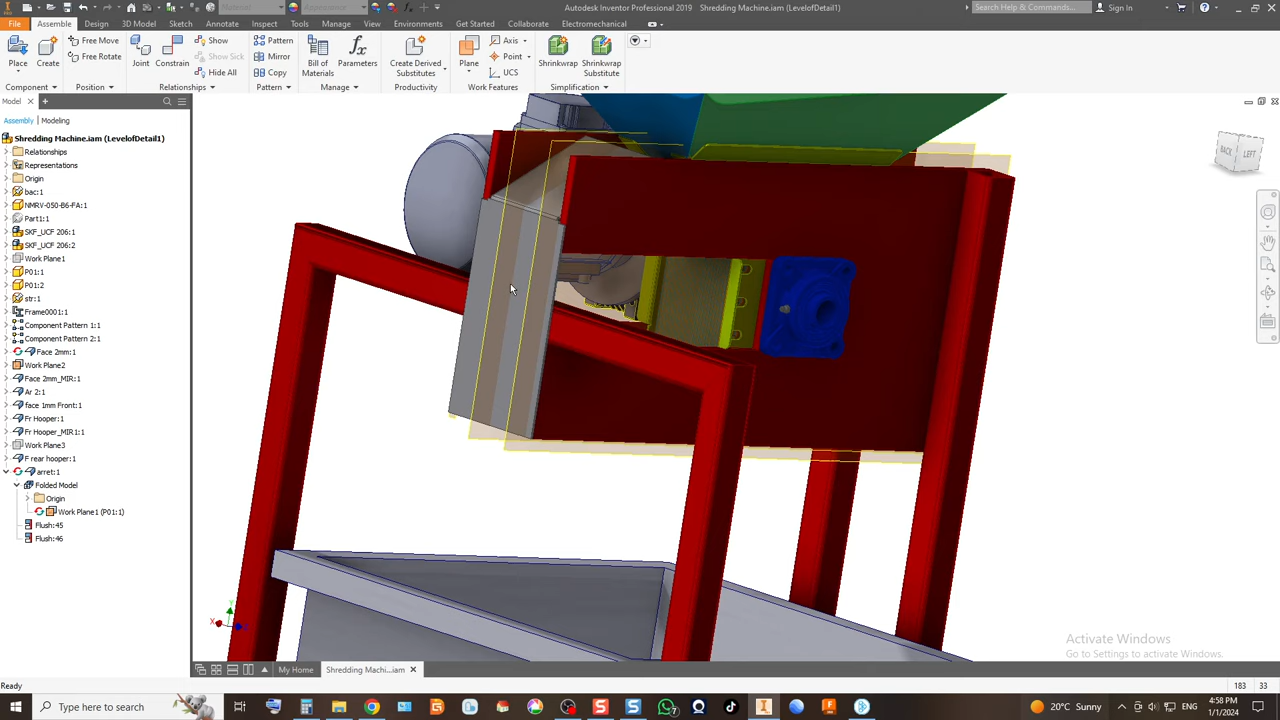 Material
Appearance
Autodesk Inventor Professional 2019   Shredding Machine.iam (LevelofDetail1)
Search Help & Commands...
Sign In
File
Assemble
Design
3D Model
Sketch
Annotate
Inspect
Tools
Manage
View
Environments
Get Started
Collaborate
Electromechanical
Place
Create
Free Move
Free Rotate
Joint
Constrain
Show
Show Sick
Hide All
Pattern
Mirror
Copy
Bill of
Materials
Parameters
Create Derived
Substitutes
Plane
Axis
Point
UCS
Shrinkwrap
Shrinkwrap
Substitute
Component
Position
Relationships
Pattern
Manage
Productivity
Work Features
Simplification
Model
Assembly
Modeling
Shredding Machine.iam (LevelofDetail1)
Relationships
Representations
Origin
bac:1
NMRV-050-B6-FA:1
Part1:1
SKF_UCF 206:1
SKF_UCF 206:2
Work Plane1
P01:1
P01:2
str:1
Frame0001:1
Component Pattern 1:1
Component Pattern 2:1
Face 2mm:1
Work Plane2
Face 2mm_MIR:1
Ar 2:1
face 1mm Front:1
Fr Hooper:1
Fr Hooper_MIR1:1
Work Plane3
F rear hooper:1
arret:1
Folded Model
Origin
Work Plane1 (P01:1)
Flush:45
Flush:46
BACK
LEFT
Activate Windows
Go to Settings to activate Windows.
My Home
Shredding Machi...iam
Ready
183
33
Type here to search
20°C Sunny
4:58 PM
1/1/2024